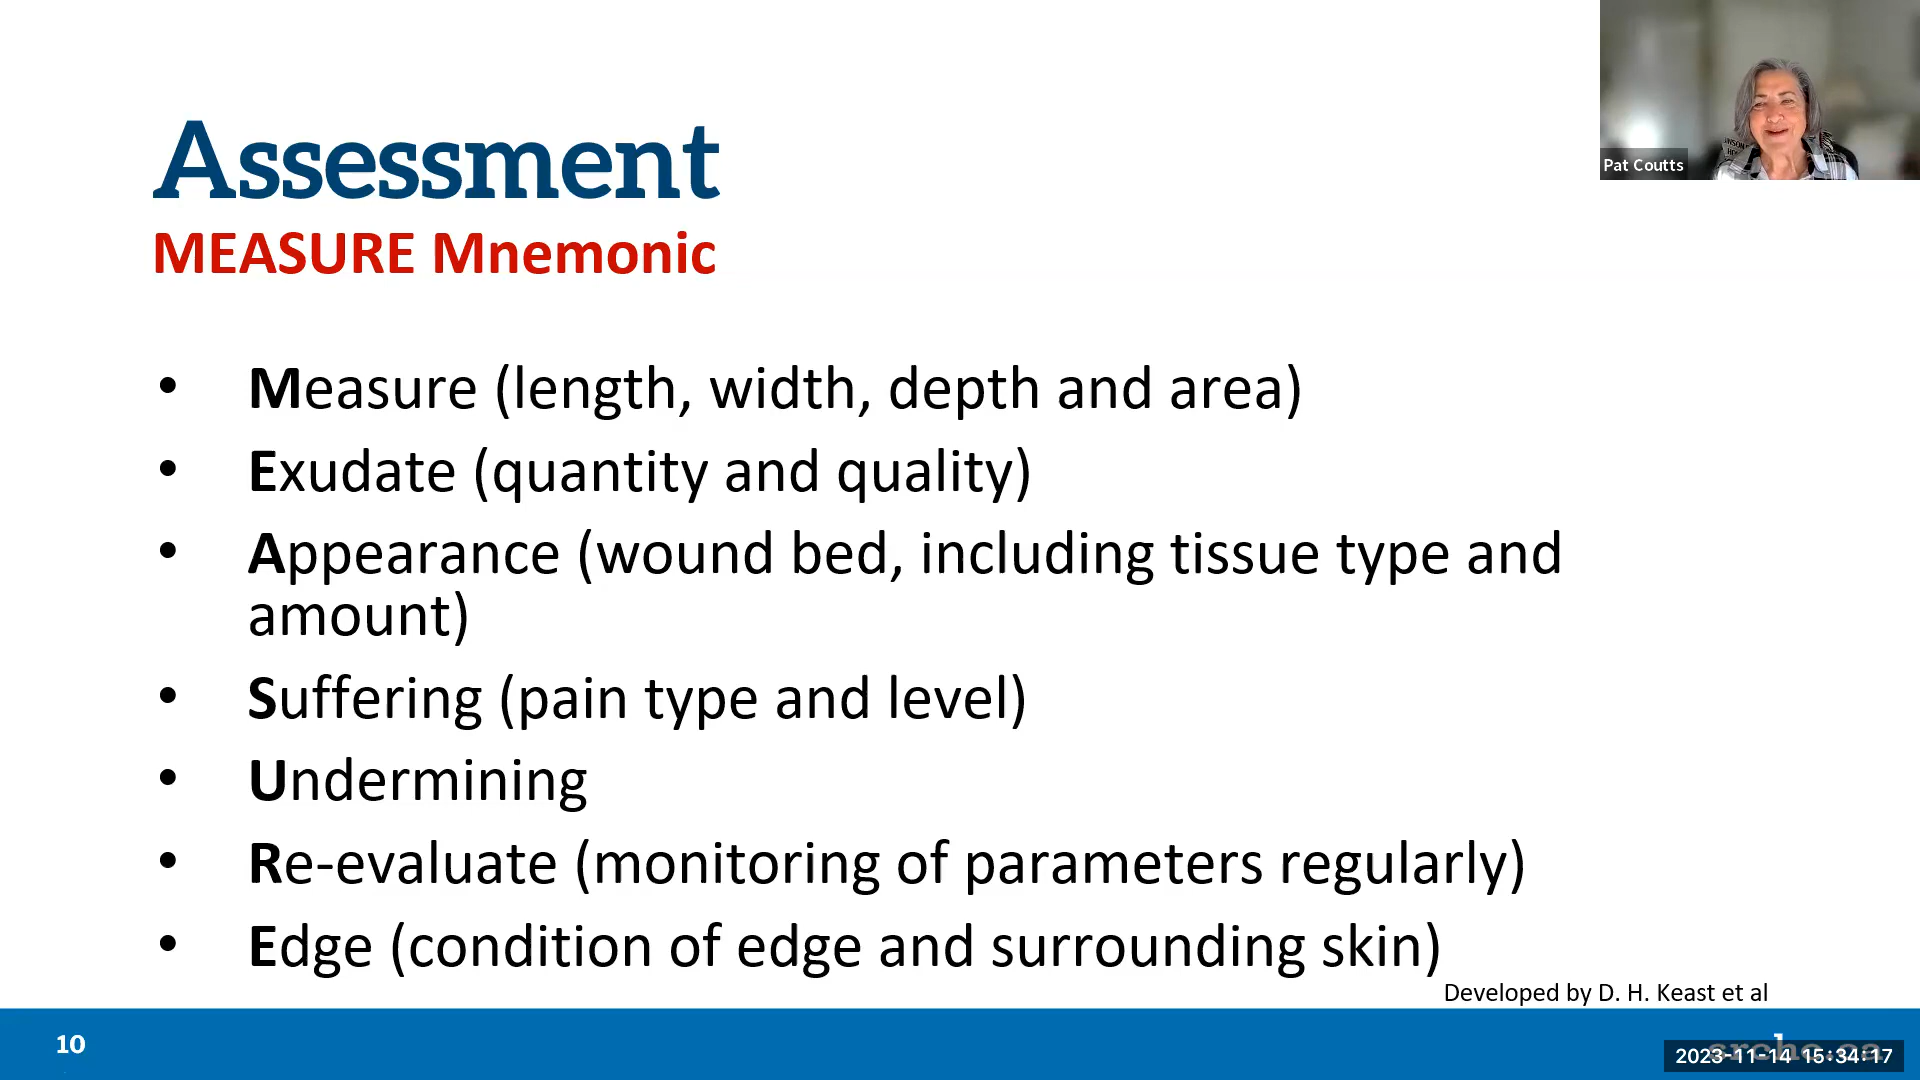 Pat Coutts
Assessment
MEASURE Mnemonic
• Measure (length, width, depth and area)
• Exudate (quantity and quality)
• Appearance (wound bed, including tissue type and
amount)
• Suffering (pain type and level)
• Undermining
• Re-evaluate (monitoring of parameters regularly)
• Edge (condition of edge and surrounding skin)
Developed by D. H. Keast et al
10
2023-11-14 15:34:17